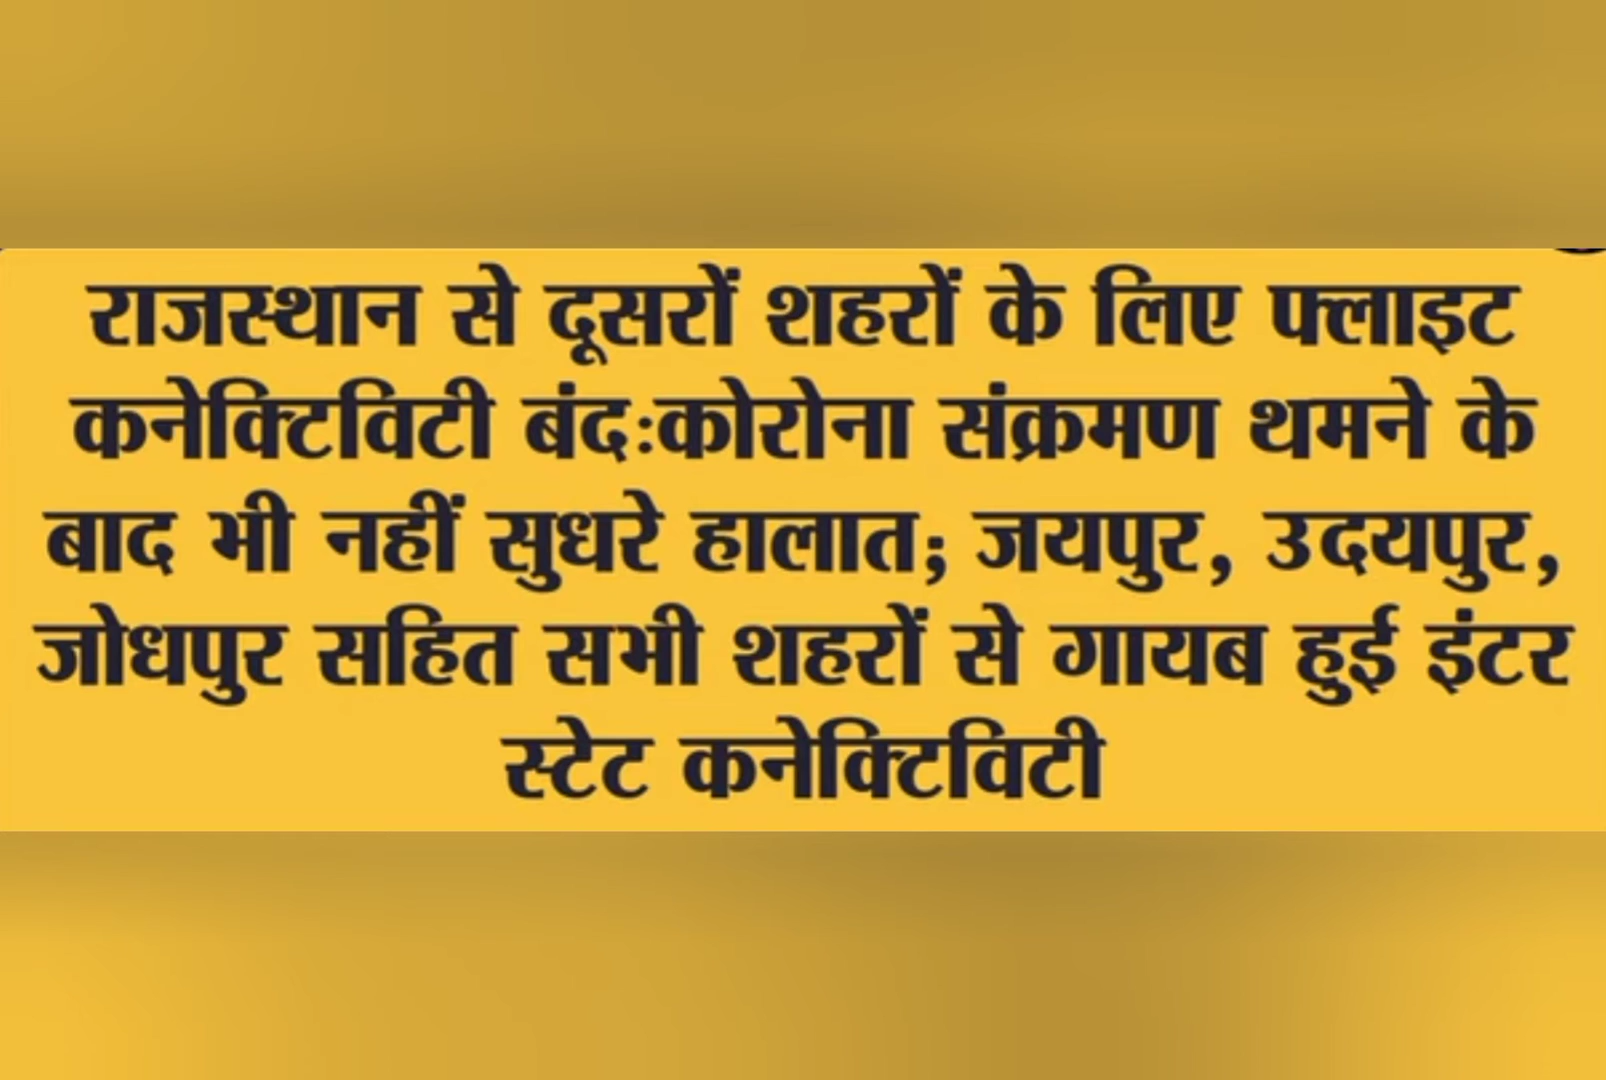 राजस्थान से दूसरों शहरों के लिए फ्लाइट
कनेक्टिविटी बंदःकोरोना संक्रमण थमने के
बाद भी नहीं सुधरे हालात; जयपुर, उदयपुर,
जोधपुर सहित सभी शहरों से गायब हुई इंटर
स्टेट कनेक्टिविटी